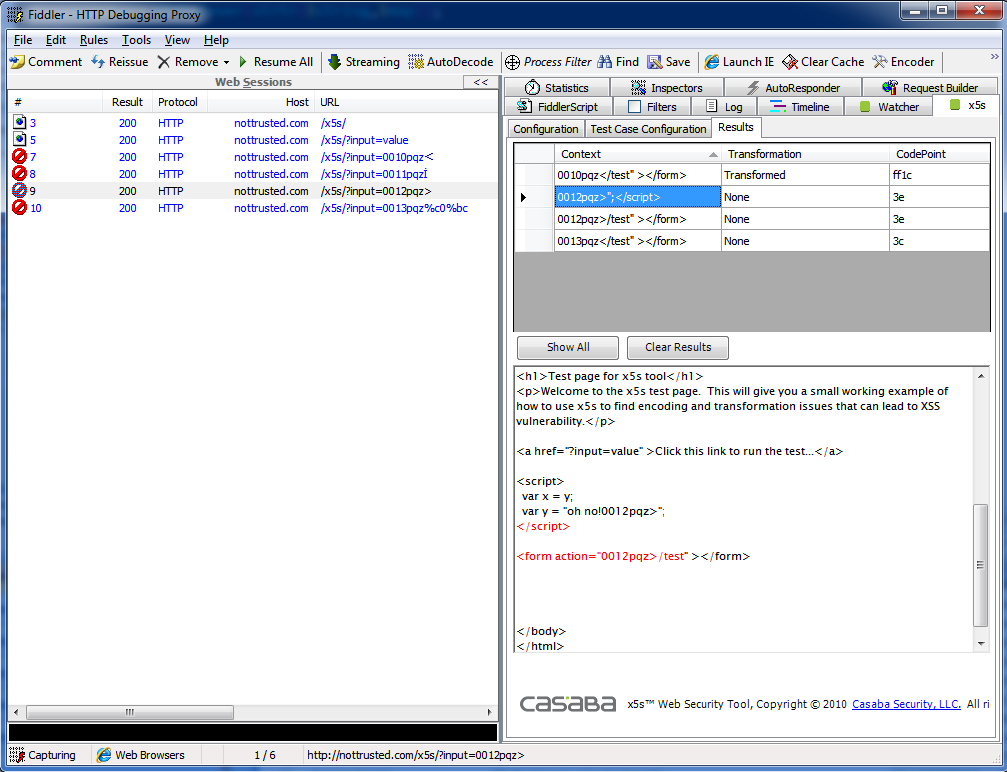 Fiddler - HTTP Debugging Proxy
File Edit Rules Tools View Help
Comment Reissue Remove Resume All Streaming AutoDecode Process Filter Find Save Launch IE Clear Cache Encoder »
Web Sessions <<
# Result Protocol Host URL
3 200 HTTP nottrusted.com /x5s/
5 200 HTTP nottrusted.com /x5s/?input=value
7 200 HTTP nottrusted.com /x5s/?input=0010pqz＜
8 200 HTTP nottrusted.com /x5s/?input=0011pqzÎ
9 200 HTTP nottrusted.com /x5s/?input=0012pqz>
10 200 HTTP nottrusted.com /x5s/?input=0013pqz%c0%bc
Statistics Inspectors AutoResponder Request Builder
FiddlerScript Filters Log Timeline Watcher x5s
Configuration Test Case Configuration Results
Context Transformation CodePoint
0010pqz</test" ></form> Transformed ff1c
0012pqz>";</script> None 3e
0012pqz>/test" ></form> None 3e
0013pqz</test" ></form> None 3c
Show All Clear Results
<h1>Test page for x5s tool</h1>
<p>Welcome to the x5s test page.  This will give you a small working example of
how to use x5s to find encoding and transformation issues that can lead to XSS
vulnerability.</p>
<a href="?input=value" >Click this link to run the test...</a>
<script>
var x = y;
var y = "oh no!0012pqz>";
</script>
<form action="0012pqz>/test" ></form>
</body>
</html>
casaba x5s™ Web Security Tool, Copyright © 2010 Casaba Security, LLC. All ri
Capturing Web Browsers 1 / 6 http://nottrusted.com/x5s/?input=0012pqz>